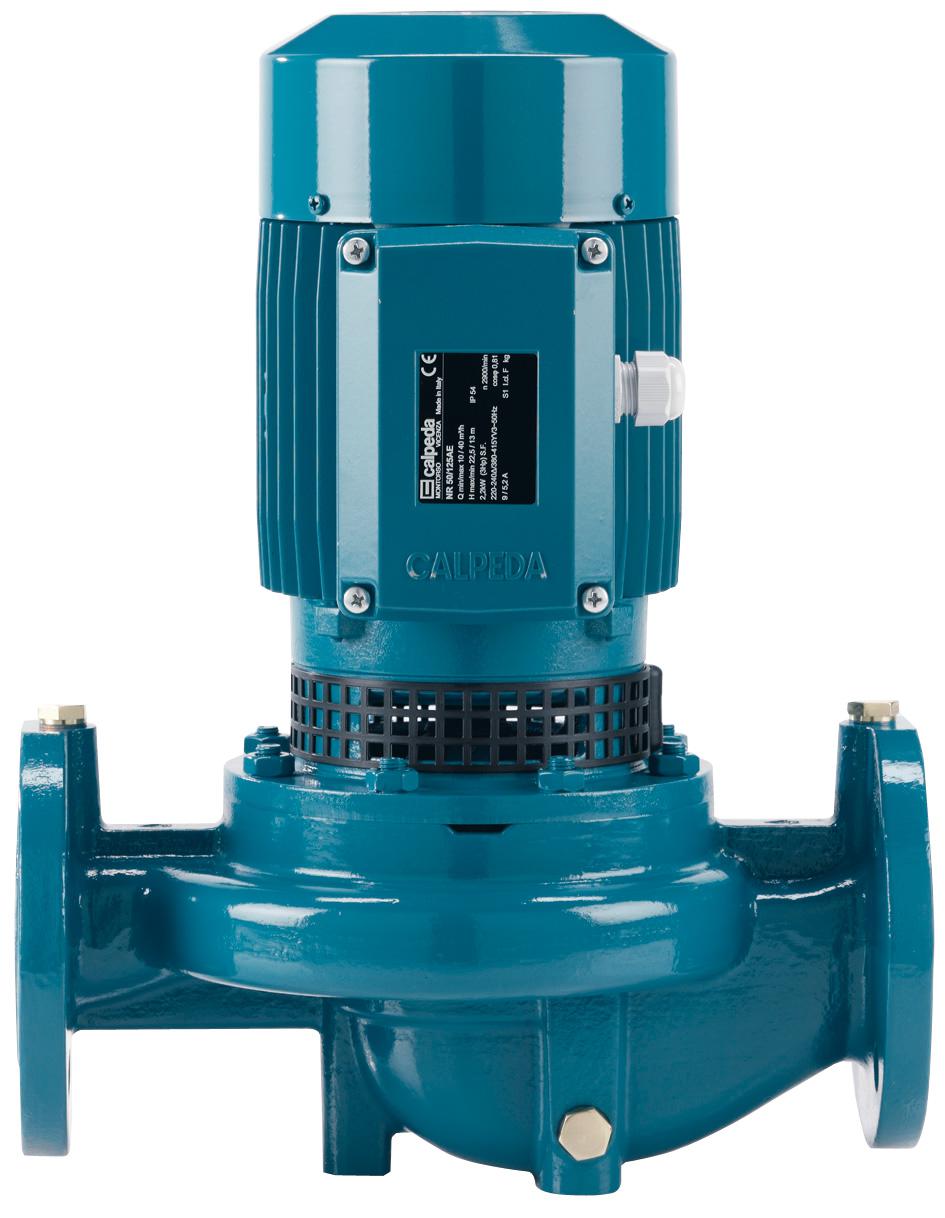 calpeda CE
MONTORSO VICENZA Made in Italy
NR 50/125AE
Q min/max 10 / 40 m³/h
H max/min 22,5 / 13 m IP 54
2,2kW (3Hp) S.F. n 2900/min
220-240Δ/380-415YV3~50Hz cosφ 0,81
9 / 5,2 A S1 I.cl. F kg
CALPEDA